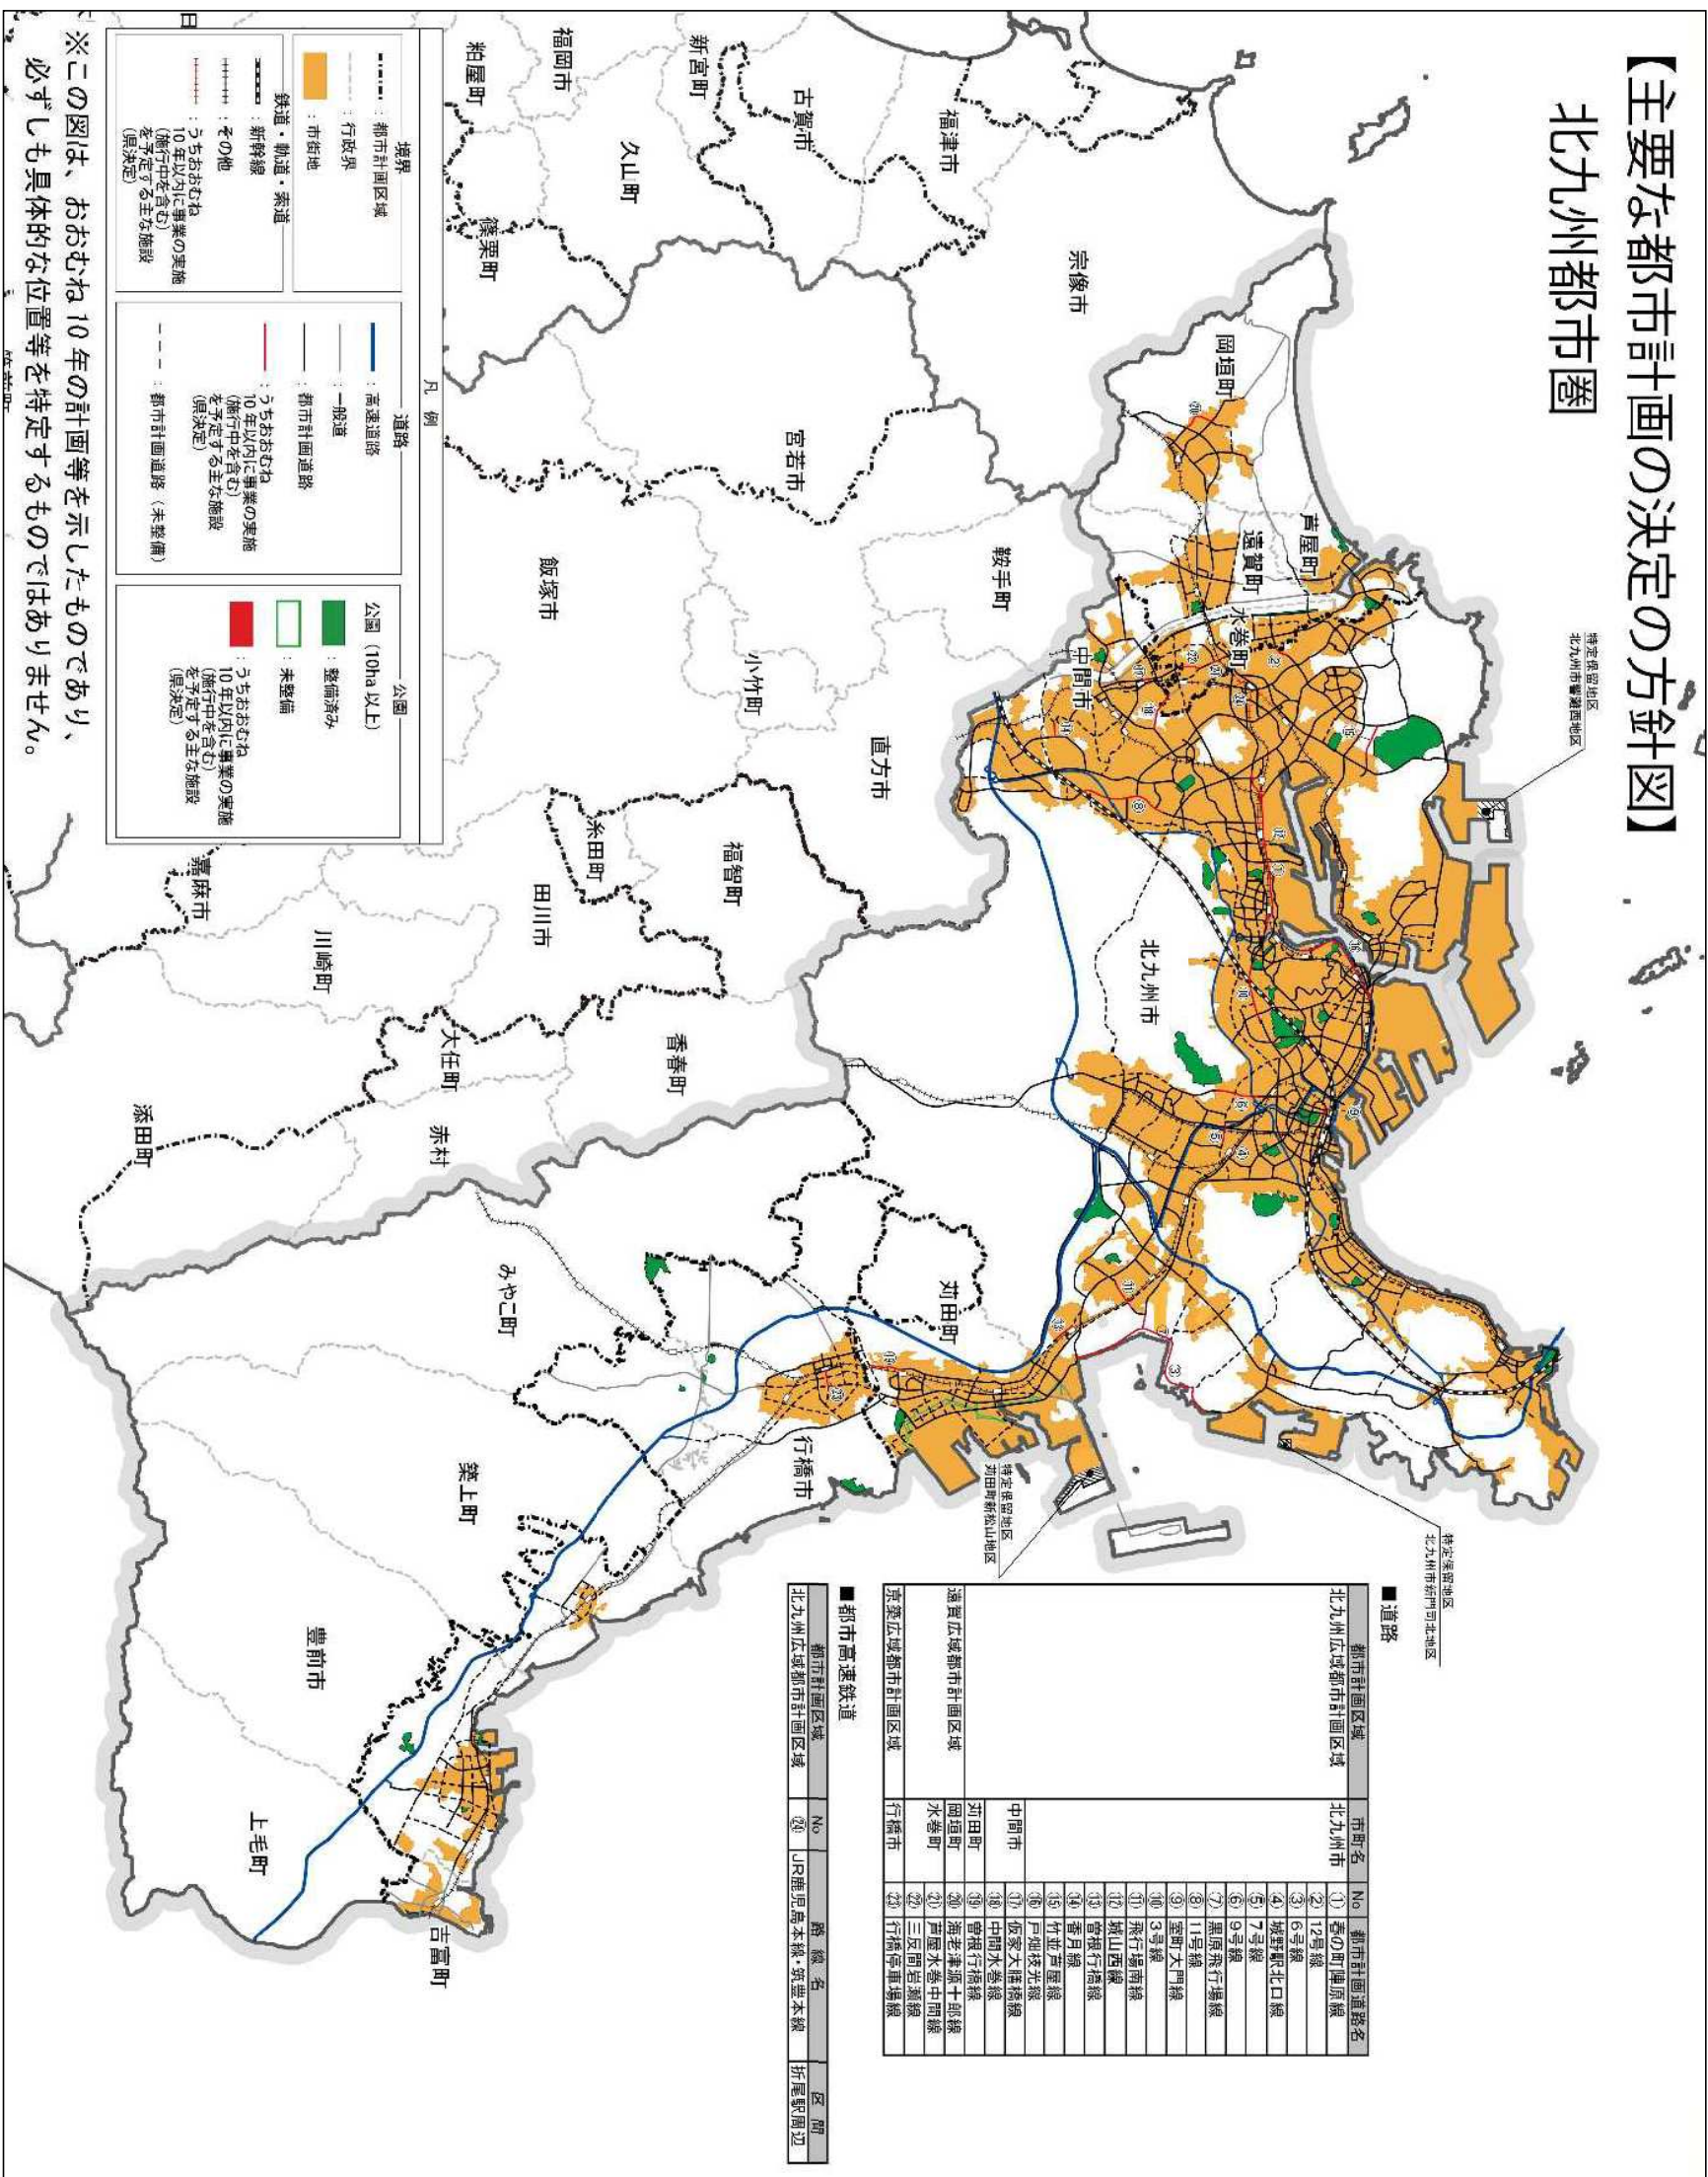 【主要な都市計画の決定の方針図】
北九州都市圏
特定保留地区
北九州市響灘西地区
特定保留地区
北九州市新門司北地区
特定保留地区
苅田町新松山地区
宗像市
福津市
古賀市
新宮町
福岡市
粕屋町
久山町
篠栗町
岡垣町
芦屋町
遠賀町
水巻町
中間市
鞍手町
宮若市
小竹町
飯塚市
直方市
福智町
糸田町
田川市
嘉麻市
川崎町
香春町
大任町
赤村
添田町
北九州市
苅田町
行橋市
みやこ町
築上町
豊前市
上毛町
吉富町
凡 例
境界
：都市計画区域
：行政界
：市街地
鉄道・軌道・索道
：新幹線
：その他
：うちおおむね
10年以内に事業の実施
(施行中を含む)
を予定する主な施設
(県決定)
道路
：高速道路
：一般道
：都市計画道路
：うちおおむね
10年以内に事業の実施
(施行中を含む)
を予定する主な施設
(県決定)
：都市計画道路（未整備）
公園
公園（10ha以上）
：整備済み
：未整備
：うちおおむね
10年以内に事業の実施
(施行中を含む)
を予定する主な施設
(県決定)
※この図は、おおむね10年の計画等を示したものであり、
必ずしも具体的な位置等を特定するものではありません。
■道路
都市計画区域 市町名 No 都市計画道路名
北九州広域都市計画区域 北九州市 ① 春の町陣原線
② 12号線
③ 6号線
④ 城野駅北口線
⑤ 7号線
⑥ 9号線
⑦ 黒原飛行場線
⑧ 11号線
⑨ 室町大門線
⑩ 3号線
⑪ 飛行場南線
⑫ 城山西線
⑬ 曽根行橋線
⑭ 香月線
⑮ 竹並芦屋線
⑯ 戸畑枝光線
中間市 ⑰ 仮家大膳橋線
⑱ 中間水巻線
苅田町 ⑲ 曽根行橋線
遠賀広域都市計画区域 岡垣町 ⑳ 海老津源十郎線
水巻町 ㉑ 芦屋水巻中間線
㉒ 三反間岩瀬線
京築広域都市計画区域 行橋市 ㉓ 行橋停車場線
■都市高速鉄道
都市計画区域 No 路線名 区間
北九州広域都市計画区域 ㉔ JR鹿児島本線・筑豊本線 折尾駅周辺